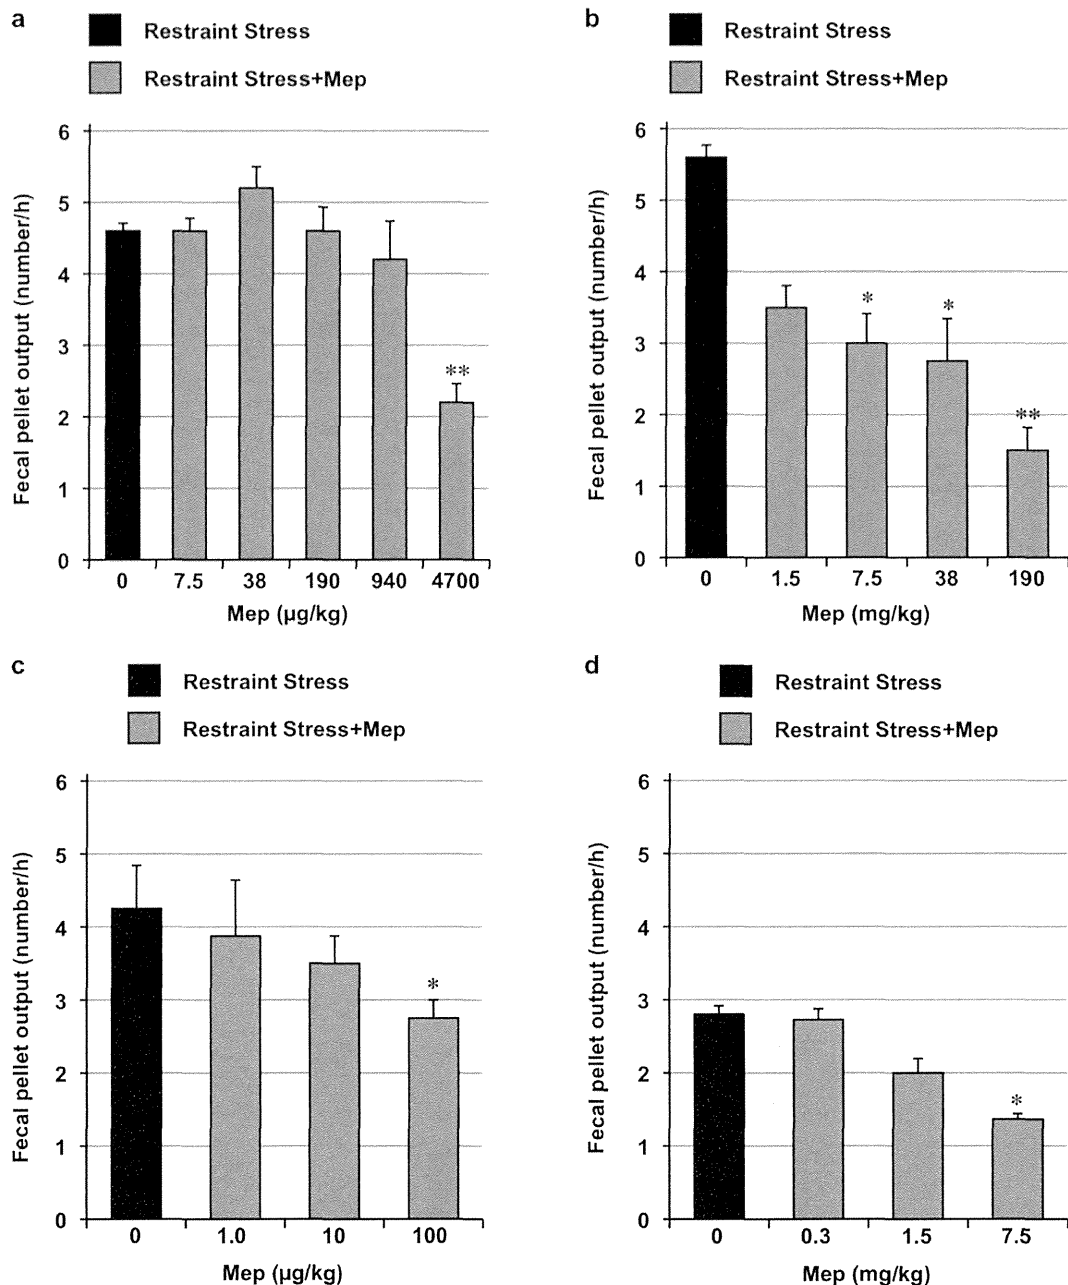 a
Restraint Stress
Restraint Stress+Mep
Fecal pellet output (number/h)
6
5
4
3
2
1
0
**
0 7.5 38 190 940 4700
Mep (µg/kg)
b
Restraint Stress
Restraint Stress+Mep
Fecal pellet output (number/h)
6
5
4
3
2
1
0
* * **
0 1.5 7.5 38 190
Mep (mg/kg)
c
Restraint Stress
Restraint Stress+Mep
Fecal pellet output (number/h)
6
5
4
3
2
1
0
*
0 1.0 10 100
Mep (µg/kg)
d
Restraint Stress
Restraint Stress+Mep
Fecal pellet output (number/h)
6
5
4
3
2
1
0
*
0 0.3 1.5 7.5
Mep (mg/kg)